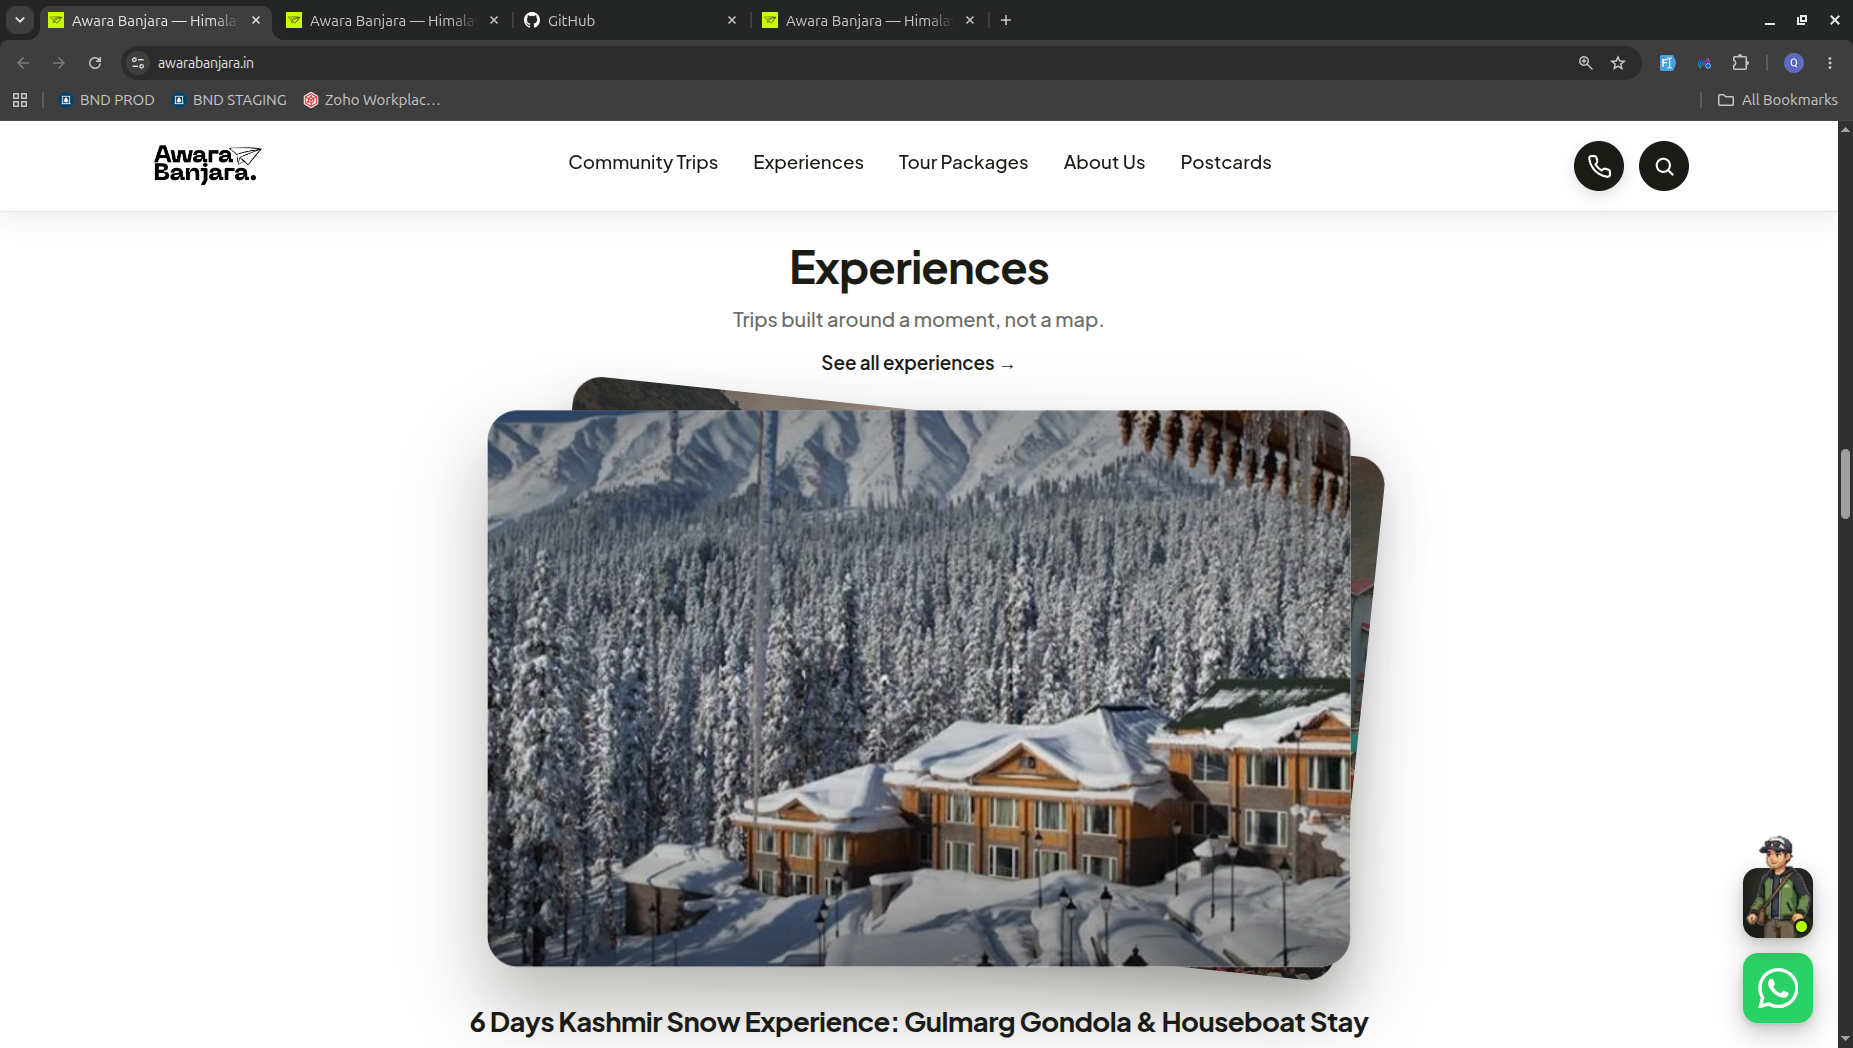 Awara Banjara — Himala
Awara Banjara — Himala
GitHub
Awara Banjara — Himala
awarabanjara.in
Q
BND PROD
BND STAGING
Zoho Workplac...
All Bookmarks
Awara
Banjara.
Community Trips
Experiences
Tour Packages
About Us
Postcards
Experiences
Trips built around a moment, not a map.
See all experiences →
6 Days Kashmir Snow Experience: Gulmarg Gondola & Houseboat Stay